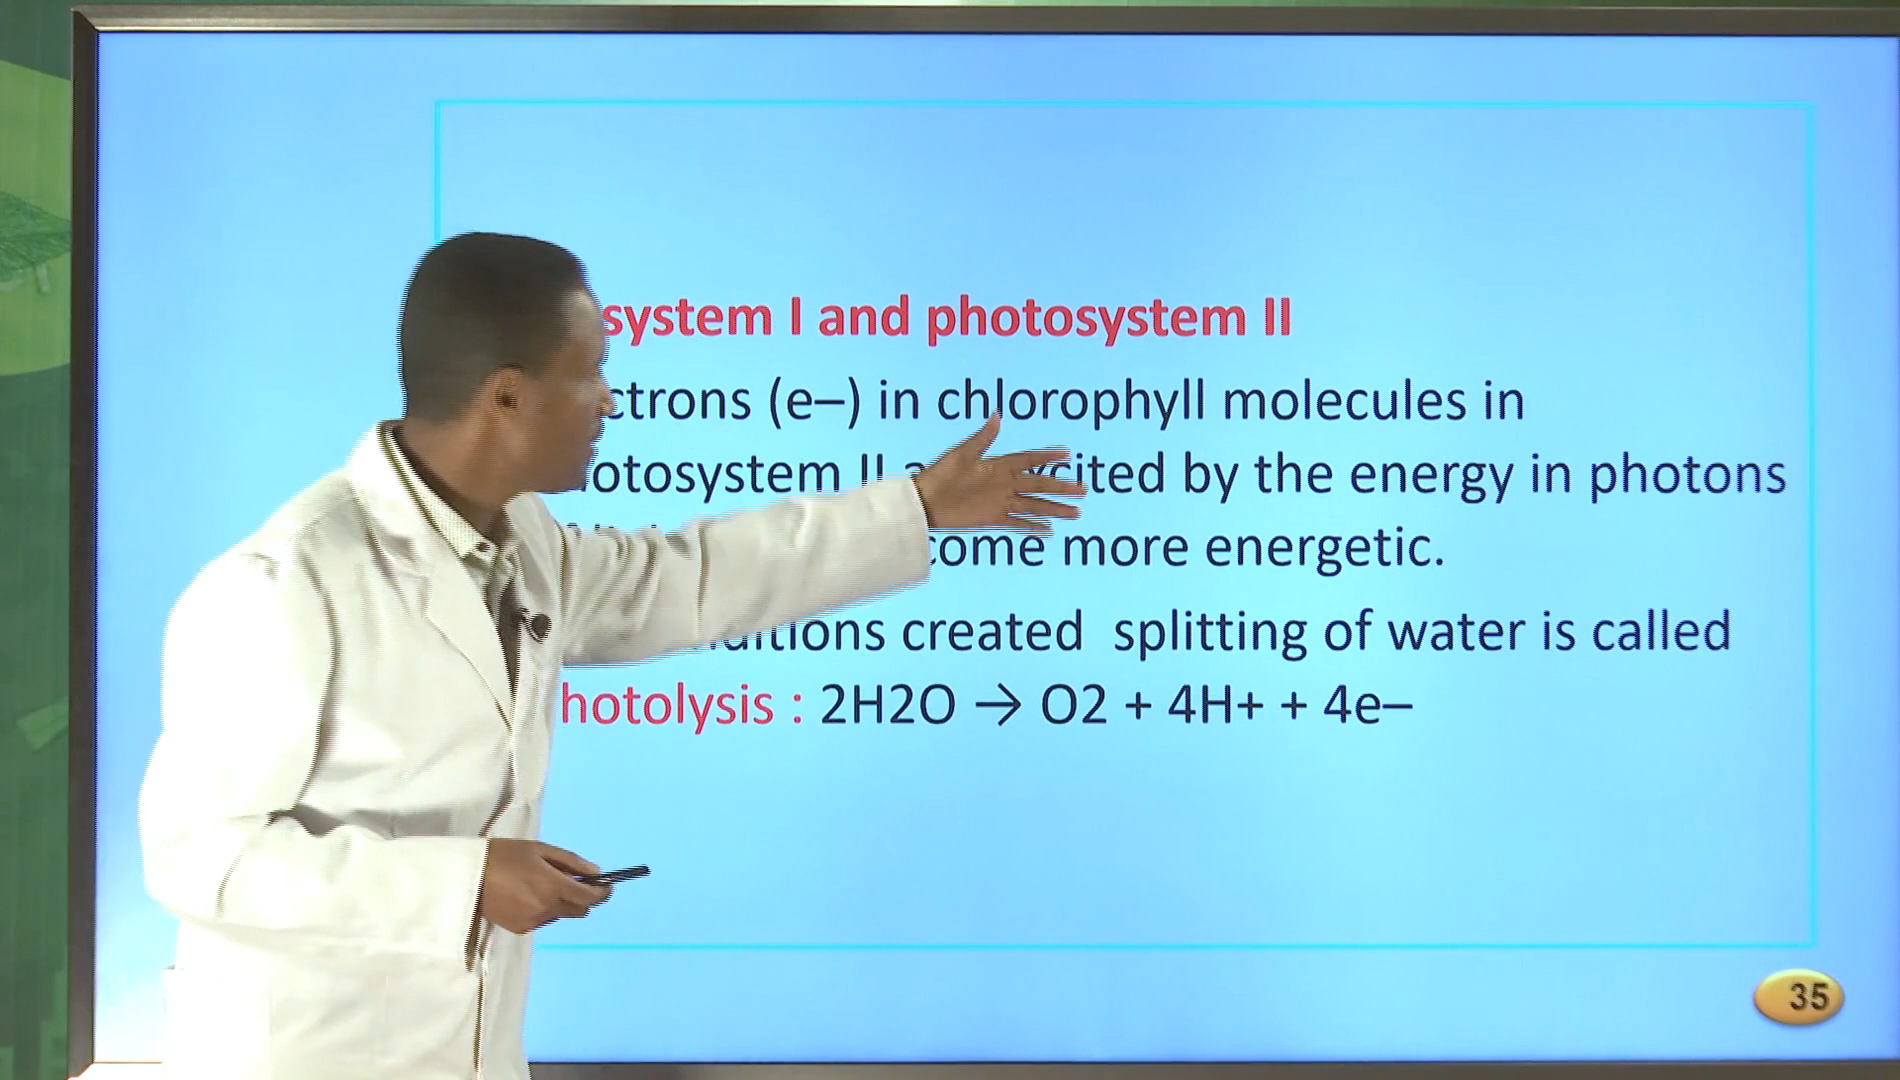 system I and photosystem II
ctrons (e–) in chlorophyll molecules in
otosystem II cited by the energy in photons
come more energetic.
ditions created splitting of water is called
hotolysis : 2H2O → O2 + 4H+ + 4e–
35